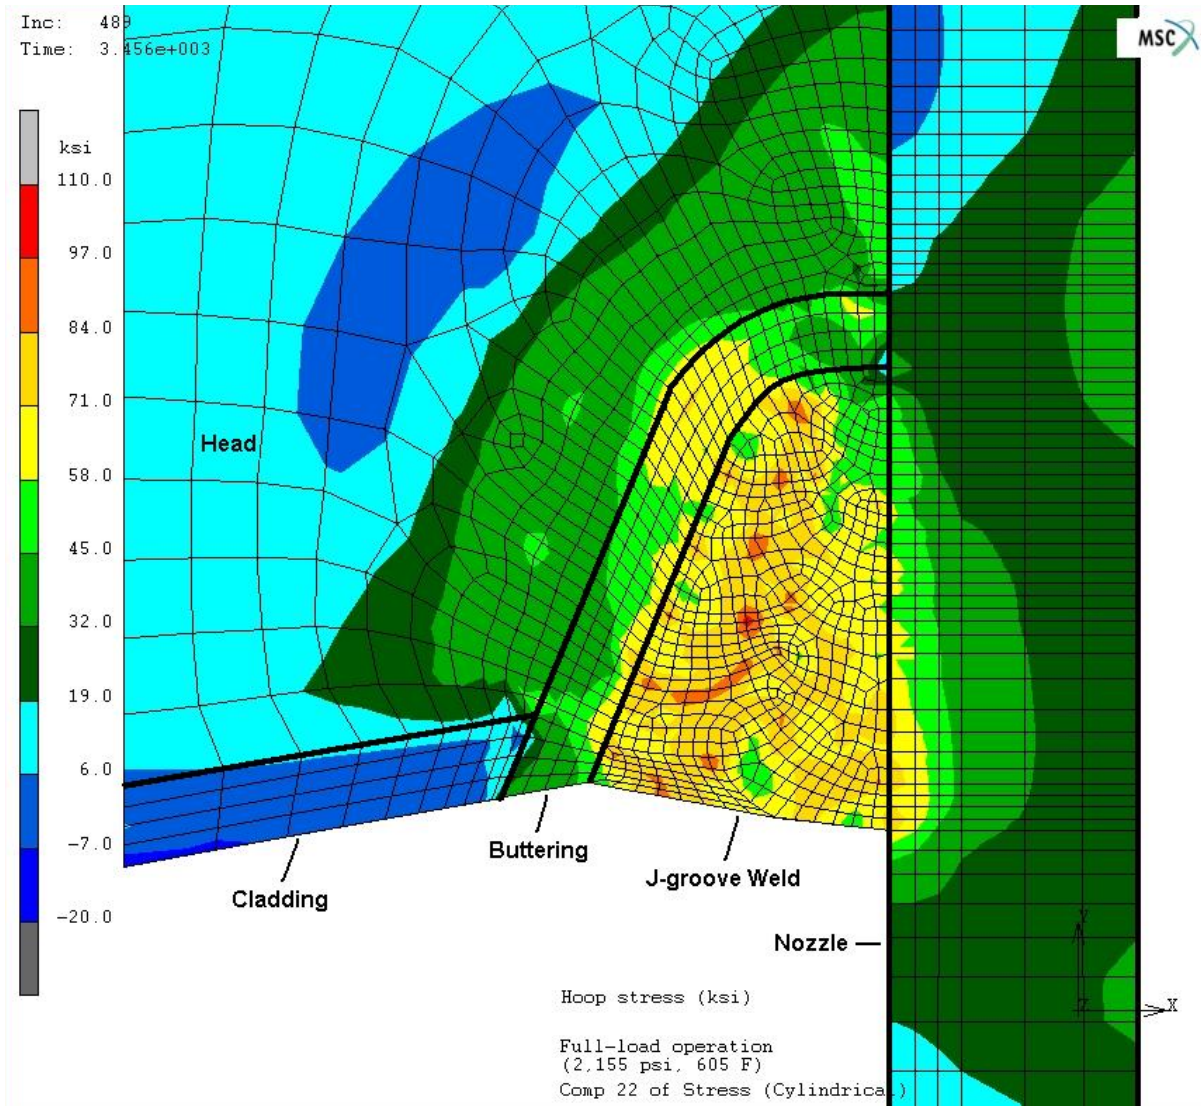 Inc: 489
Time: 3.456e+003
MSC
ksi
110.0
97.0
84.0
71.0
58.0
45.0
32.0
19.0
6.0
-7.0
-20.0
Head
Buttering
J-groove Weld
Cladding
Nozzle
Y
Z
X
Hoop stress (ksi)
Full-load operation
(2,155 psi, 605 F)
Comp 22 of Stress (Cylindrical)